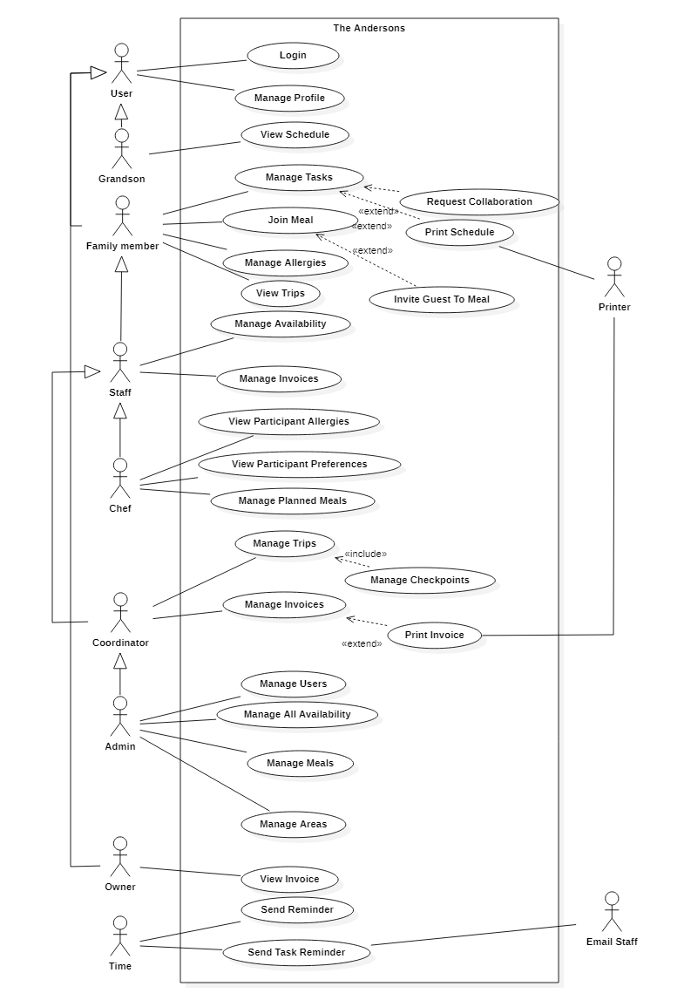 The Andersons
Login
User
Manage Profile
View Schedule
Grandson
Manage Tasks
Request Collaboration
«extend»
Join Meal
«extend»
Print Schedule
Family member
«extend»
Manage Allergies
View Trips
Invite Guest To Meal
Printer
Manage Availability
Manage Invoices
Staff
View Participant Allergies
View Participant Preferences
Manage Planned Meals
Chef
Manage Trips
«include»
Manage Checkpoints
Manage Invoices
Print Invoice
Coordinator
«extend»
Manage Users
Manage All Availability
Admin
Manage Meals
Manage Areas
View Invoice
Owner
Send Reminder
Email Staff
Send Task Reminder
Time